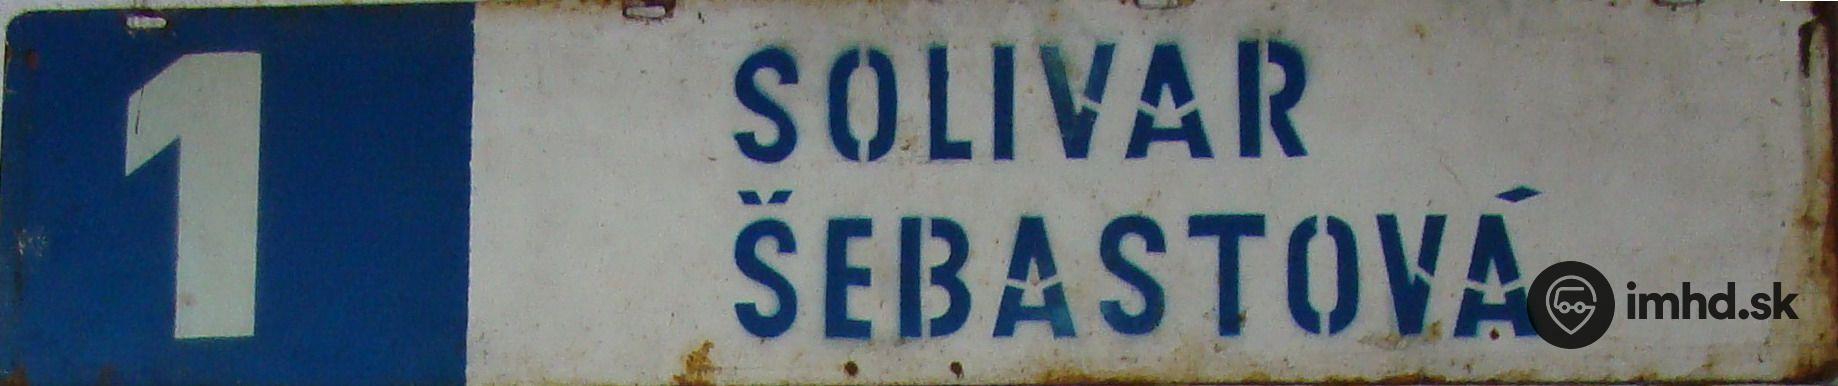 1
SOLIVAR
ŠEBASTOVÁ
imhd.sk